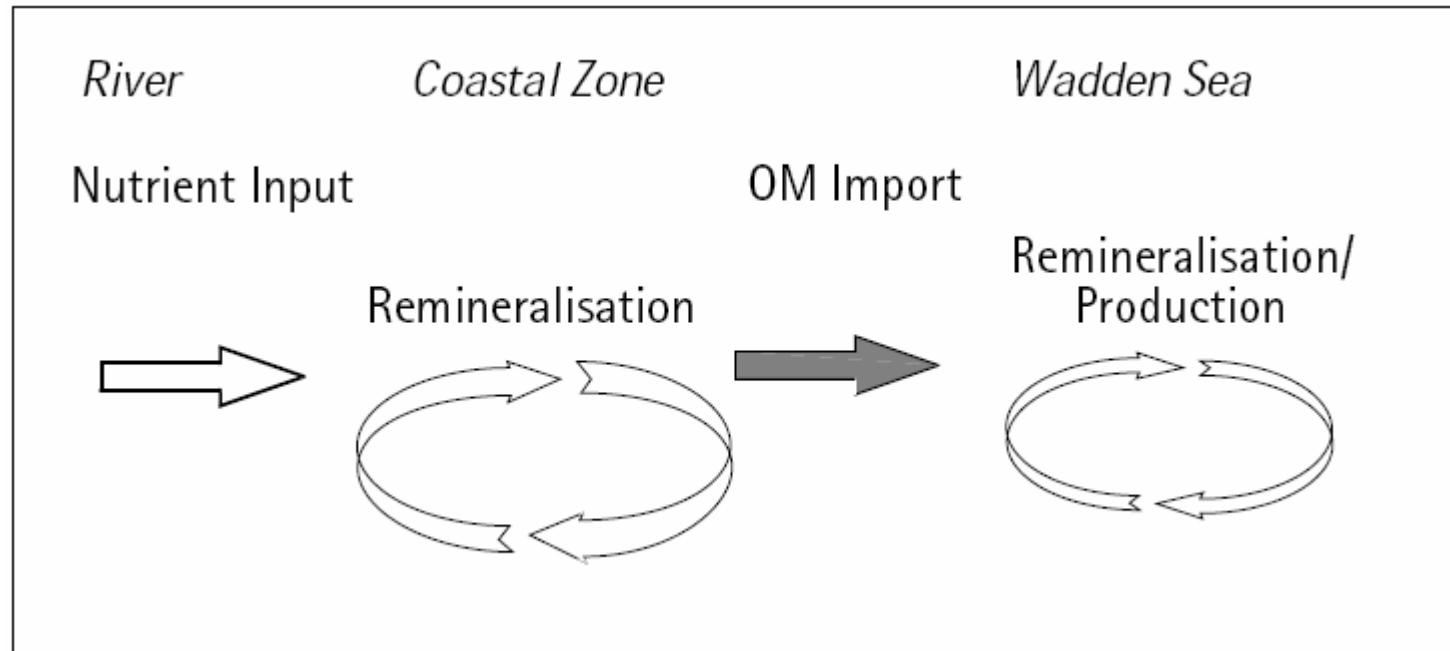 River
Coastal Zone
Wadden Sea
Nutrient Input
OM Import
Remineralisation
Remineralisation/
Production